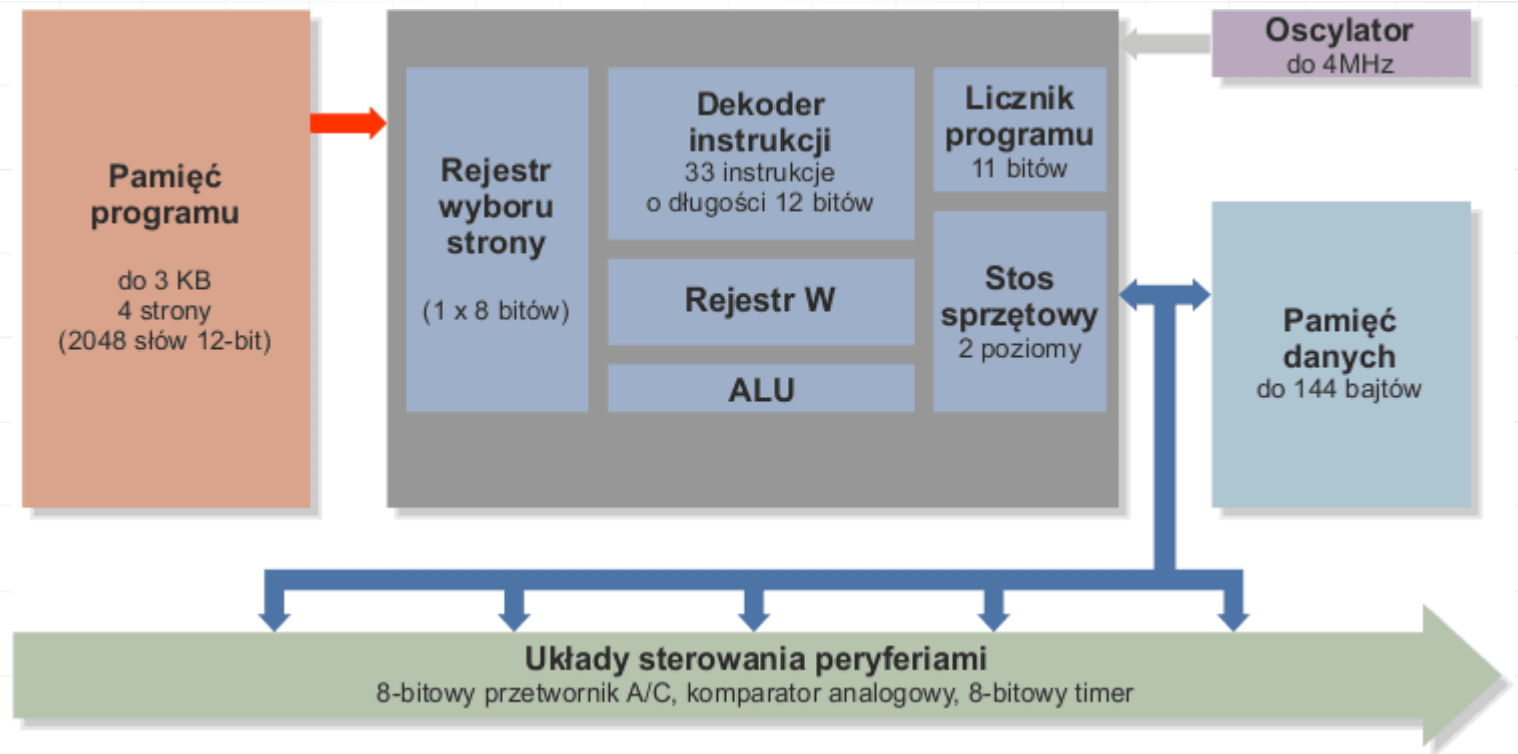 Pamięć
programu
do 3 KB
4 strony
(2048 słów 12-bit)
Rejestr
wyboru
strony
(1 x 8 bitów)
Dekoder
instrukcji
33 instrukcje
o długości 12 bitów
Rejestr W
ALU
Licznik
programu
11 bitów
Stos
sprzętowy
2 poziomy
Oscylator
do 4MHz
Pamięć
danych
do 144 bajtów
Układy sterowania peryferiami
8-bitowy przetwornik A/C, komparator analogowy, 8-bitowy timer